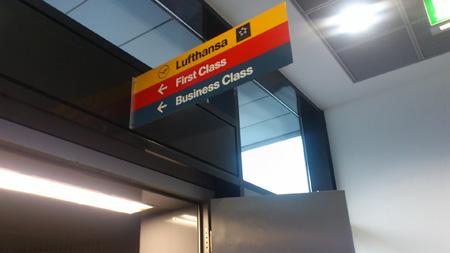 Lufthansa
← First Class
← Business Class